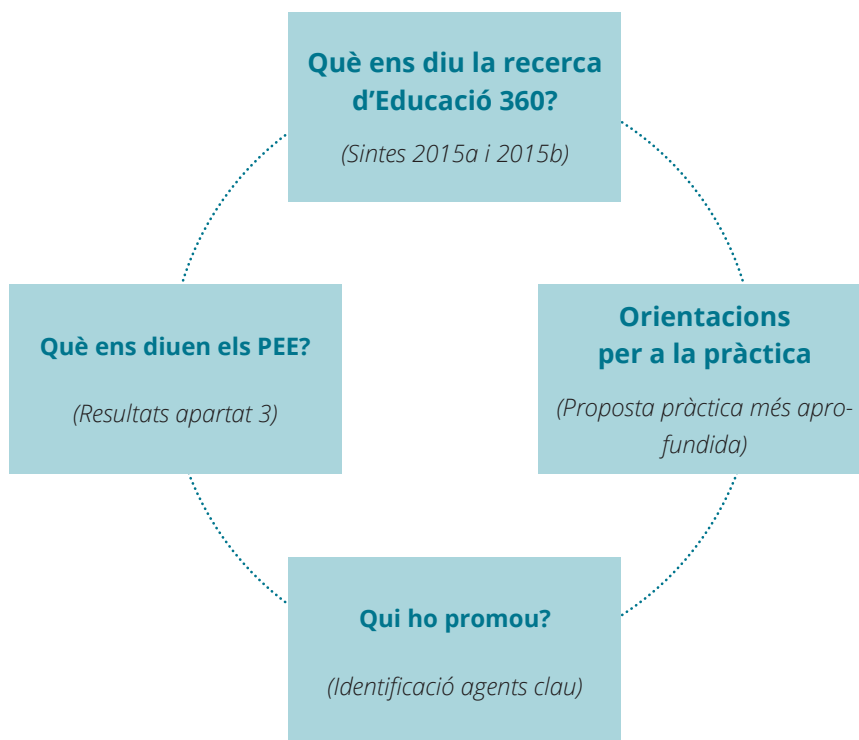 Què ens diu la recerca
d’Educació 360?
(Sintes 2015a i 2015b)
Què ens diuen els PEE?
(Resultats apartat 3)
Orientacions
per a la pràctica
(Proposta pràctica més apro-
fundida)
Qui ho promou?
(Identificació agents clau)